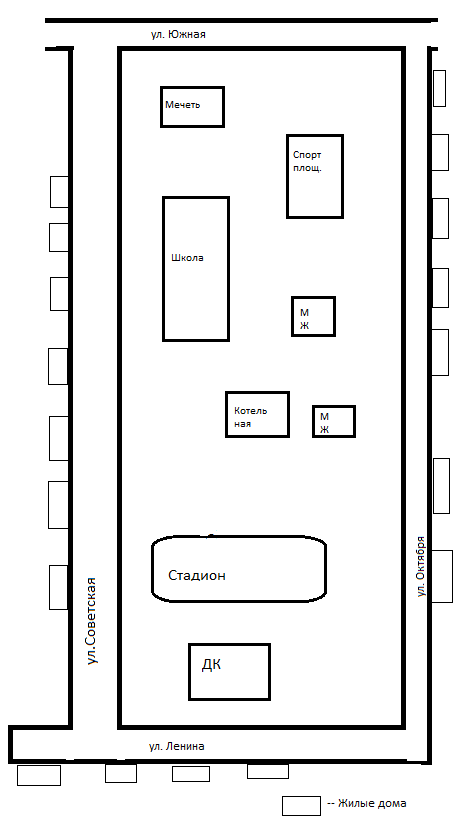 ул. Южная
Мечеть
Спорт
площ.
Школа
М
Ж
Котель
ная
М
Ж
Стадион
ул. Октября
ул.Советская
ДК
ул. Ленина
-- Жилые дома